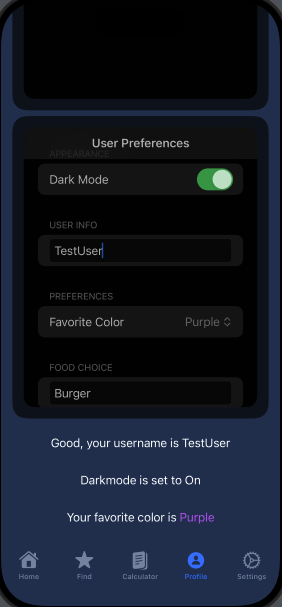 User Preferences
APPEARANCE
Dark Mode
USER INFO
TestUser
PREFERENCES
Favorite Color
Purple
FOOD CHOICE
Burger
Good, your username is TestUser
Darkmode is set to On
Your favorite color is Purple
Home
Find
Calculator
Profile
Settings